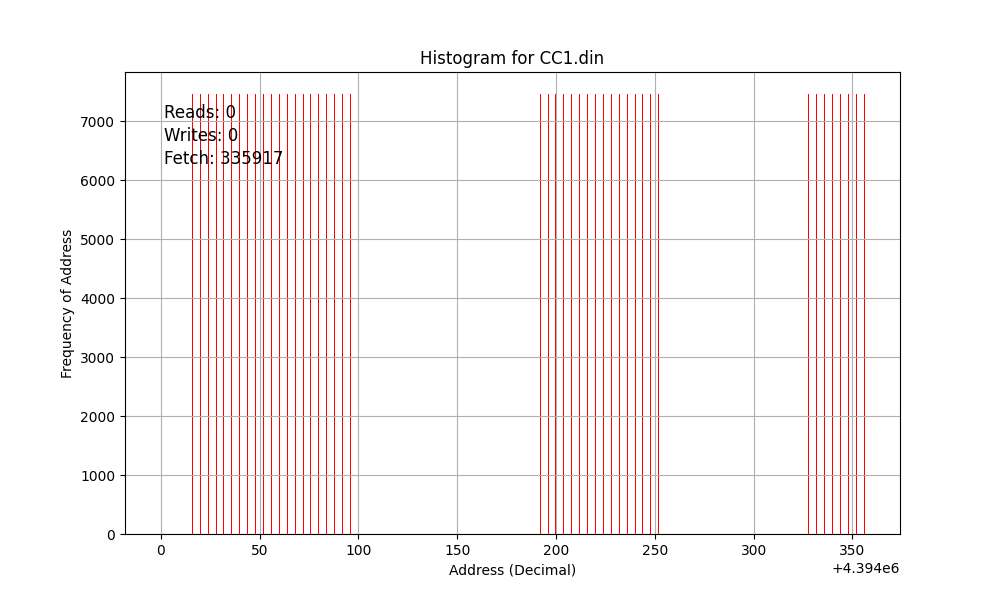 Histogram for CC1.din
Reads: 0
Writes: 0
Fetch: 335917
7000
6000
5000
4000
3000
2000
1000
0
Frequency of Address
0 50 100 150 200 250 300 350
Address (Decimal)
+4.394e6